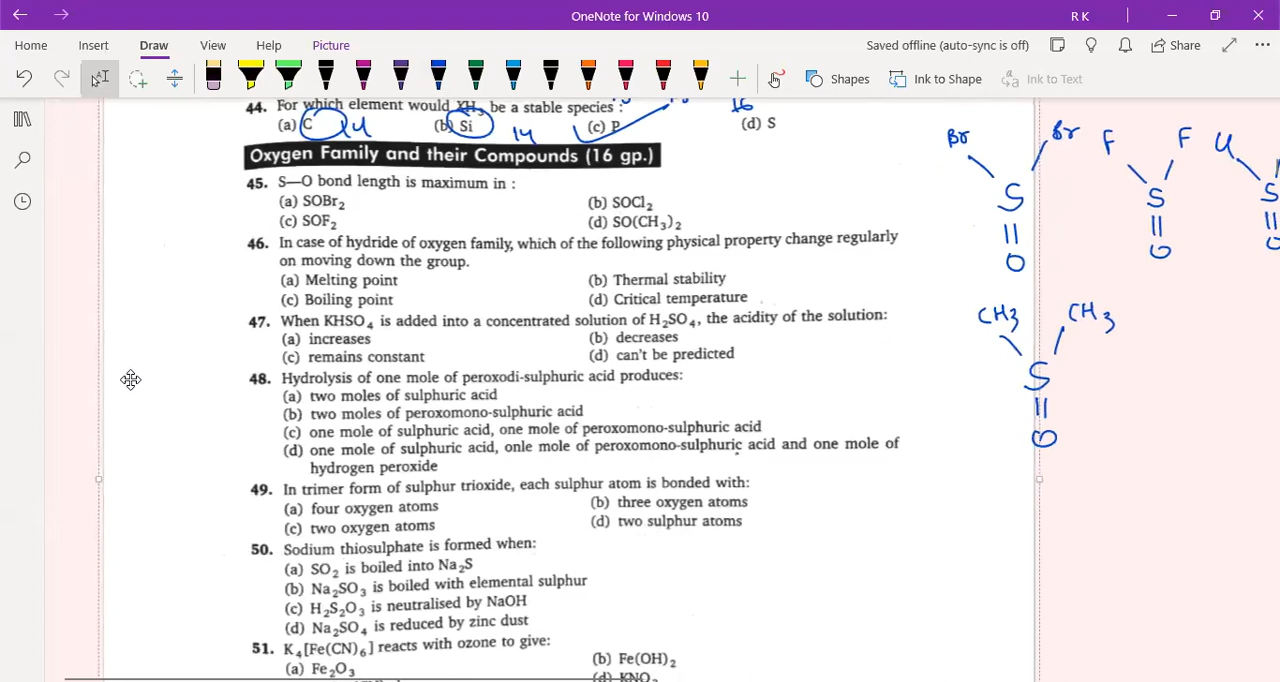 OneNote for Windows 10
R K
Home Insert Draw View Help Picture
Saved offline (auto-sync is off) Share
Shapes Ink to Shape Ink to Text
44. For which element would XH3 be a stable species :
16
(a) C 14 (b) Si 14 (c) P (d) S
Oxygen Family and their Compounds (16 gp.)
45. S—O bond length is maximum in :
(a) SOBr2 (b) SOCl2
(c) SOF2 (d) SO(CH3)2
46. In case of hydride of oxygen family, which of the following physical property change regularly
on moving down the group.
(a) Melting point (b) Thermal stability
(c) Boiling point (d) Critical temperature
47. When KHSO4 is added into a concentrated solution of H2SO4, the acidity of the solution:
(a) increases (b) decreases
(c) remains constant (d) can't be predicted
48. Hydrolysis of one mole of peroxodi-sulphuric acid produces:
(a) two moles of sulphuric acid
(b) two moles of peroxomono-sulphuric acid
(c) one mole of sulphuric acid, one mole of peroxomono-sulphuric acid
(d) one mole of sulphuric acid, onle mole of peroxomono-sulphuric acid and one mole of
hydrogen peroxide
49. In trimer form of sulphur trioxide, each sulphur atom is bonded with:
(a) four oxygen atoms (b) three oxygen atoms
(c) two oxygen atoms (d) two sulphur atoms
50. Sodium thiosulphate is formed when:
(a) SO2 is boiled into Na2S
(b) Na2SO3 is boiled with elemental sulphur
(c) H2S2O3 is neutralised by NaOH
(d) Na2SO4 is reduced by zinc dust
51. K4[Fe(CN)6] reacts with ozone to give:
(a) Fe2O3 (b) Fe(OH)2
(d) KNO
Br Br F F Cl
S S S
O O O
CH3 CH3
S
O